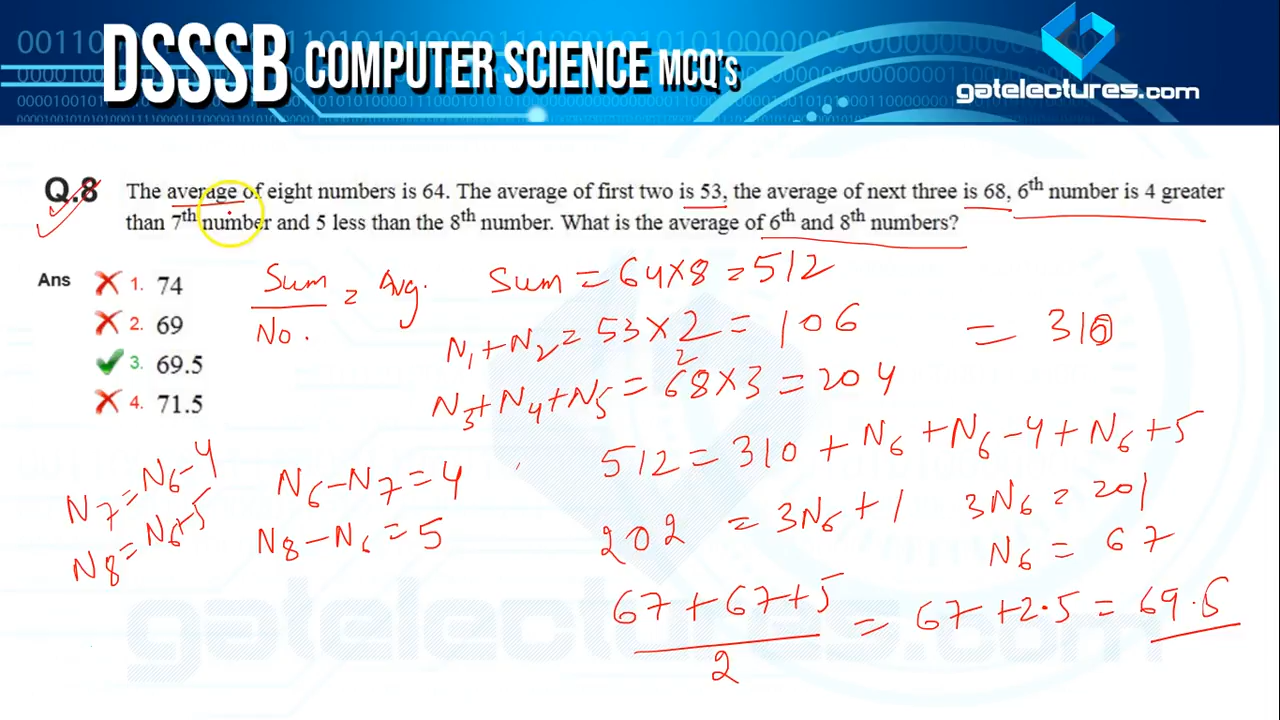 DSSSB COMPUTER SCIENCE MCQ's
gatelectures.com
Q.8 The average of eight numbers is 64. The average of first two is 53, the average of next three is 68, 6th number is 4 greater
than 7th number and 5 less than the 8th number. What is the average of 6th and 8th numbers?
Ans
1. 74
2. 69
3. 69.5
4. 71.5
Sum / No. = Avg.
Sum = 64×8 = 512
N1+N2 = 53×2 = 106
= 310
2
N3+N4+N5 = 68×3 = 204
512 = 310 + N6 + N6-4 + N6+5
N7 = N6-4
N8 = N6+5
N6-N7 = 4
N8-N6 = 5
202 = 3N6+1
3N6 = 201
N6 = 67
67+67+5 / 2 = 67+2.5 = 69.5
gatelectures.com